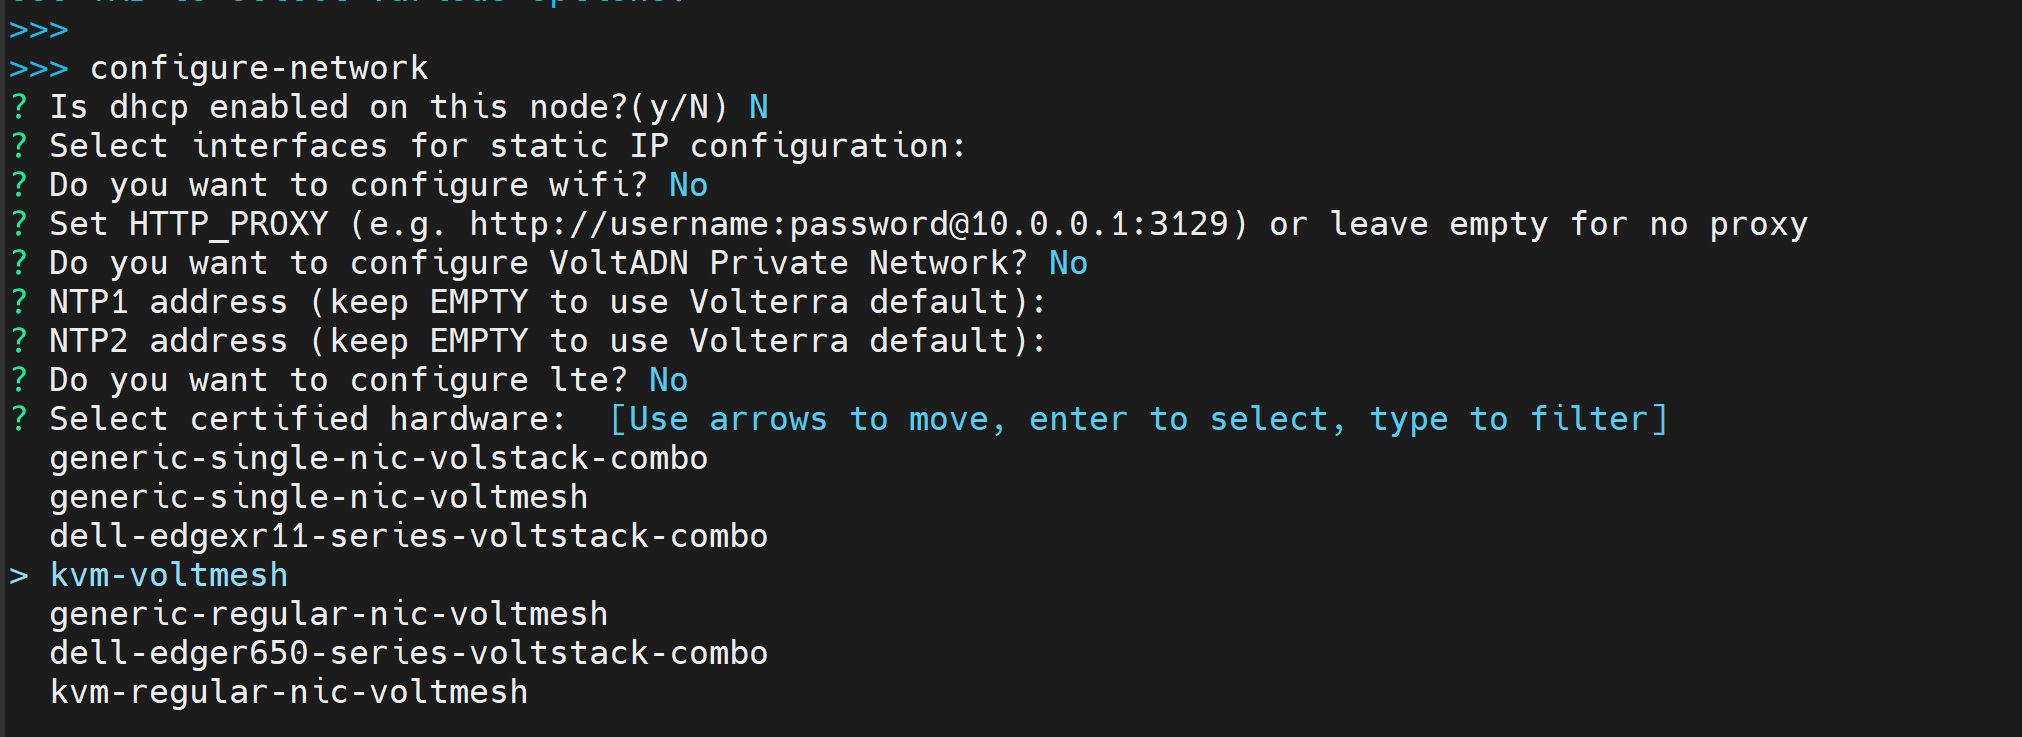 >>>
>>> configure-network
? Is dhcp enabled on this node?(y/N) N
? Select interfaces for static IP configuration:
? Do you want to configure wifi? No
? Set HTTP_PROXY (e.g. http://username:password@10.0.0.1:3129) or leave empty for no proxy
? Do you want to configure VoltADN Private Network? No
? NTP1 address (keep EMPTY to use Volterra default):
? NTP2 address (keep EMPTY to use Volterra default):
? Do you want to configure lte? No
? Select certified hardware:  [Use arrows to move, enter to select, type to filter]
  generic-single-nic-volstack-combo
  generic-single-nic-voltmesh
  dell-edgexr11-series-voltstack-combo
> kvm-voltmesh
  generic-regular-nic-voltmesh
  dell-edger650-series-voltstack-combo
  kvm-regular-nic-voltmesh